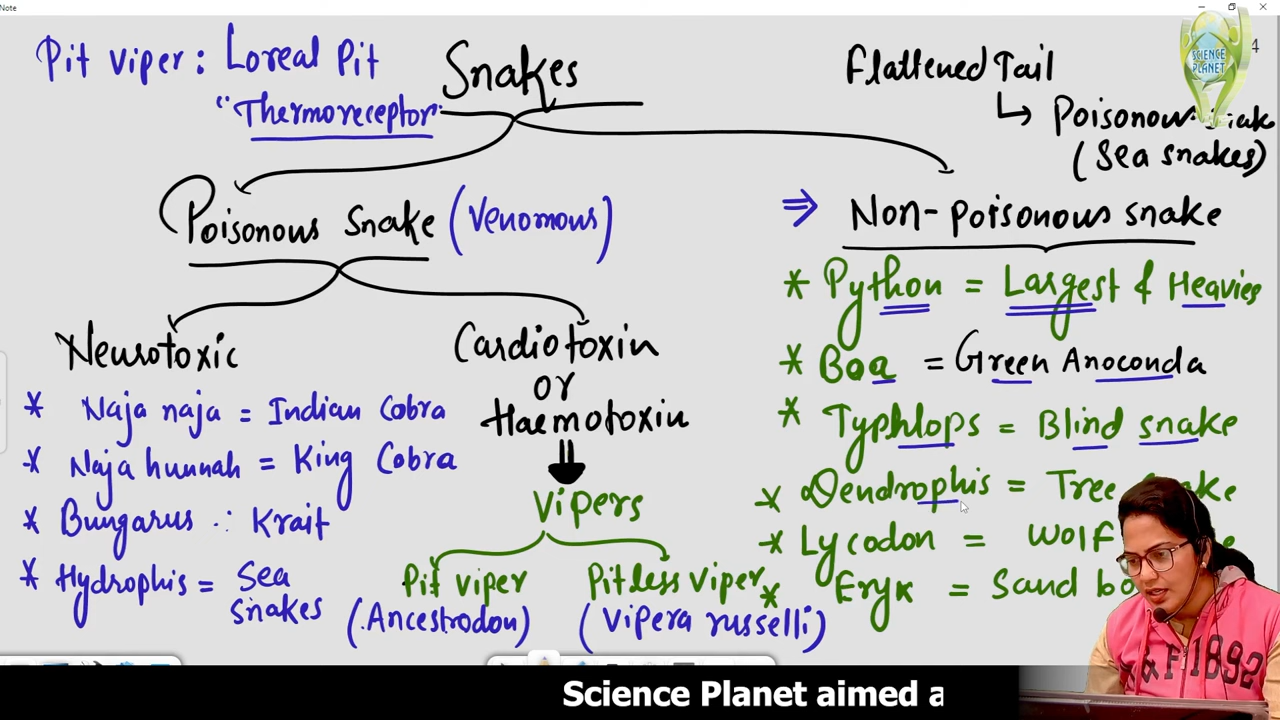 Note
Pit viper : Loreal Pit
"Thermoreceptor
Snakes
Flattened Tail
↳ Poisonous
(Sea snakes)
SCIENCE
PLANET
4
Poisonous Snake (Venomous)
⇒ Non-poisonous snake
Neurotoxic
* Naja naja = Indian Cobra
* Naja hunnah = King Cobra
* Bungarus ∴ Krait
* Hydrophis = Sea
Snakes
Cardiotoxin
or
Haemotoxin
Vipers
Pit viper
(Ancestrodon)
Pitless viper
(Vipera russelli)
* Python = Largest & Heavies
* Boa = Green Anoconda
* Typhlops = Blind snake
* Dendrophis = Tree
* Lycodon = Wolf
* Eryx = Sand bo
& F 1892
Science Planet aimed a